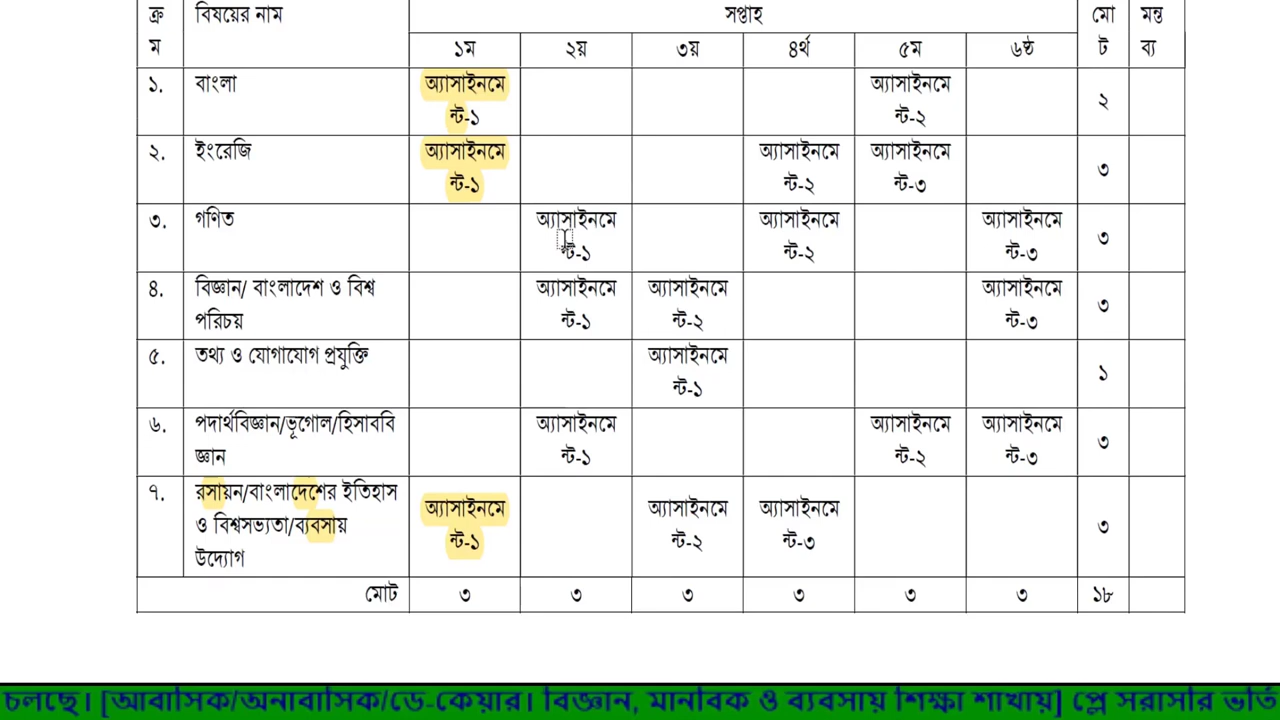 ক্র বিষয়ের নাম সপ্তাহ মো মন্ত
ম ১ম ২য় ৩য় ৪র্থ ৫ম ৬ষ্ঠ ট ব্য
১. বাংলা অ্যাসাইনমে অ্যাসাইনমে ২
ন্ট-১ ন্ট-২
২. ইংরেজি অ্যাসাইনমে অ্যাসাইনমে অ্যাসাইনমে ৩
ন্ট-১ ন্ট-২ ন্ট-৩
৩. গণিত অ্যাসাইনমে অ্যাসাইনমে অ্যাসাইনমে ৩
ন্ট-১ ন্ট-২ ন্ট-৩
৪. বিজ্ঞান/ বাংলাদেশ ও বিশ্ব অ্যাসাইনমে অ্যাসাইনমে অ্যাসাইনমে ৩
পরিচয় ন্ট-১ ন্ট-২ ন্ট-৩
৫. তথ্য ও যোগাযোগ প্রযুক্তি অ্যাসাইনমে ১
ন্ট-১
৬. পদার্থবিজ্ঞান/ভূগোল/হিসাববি অ্যাসাইনমে অ্যাসাইনমে অ্যাসাইনমে ৩
জ্ঞান ন্ট-১ ন্ট-২ ন্ট-৩
৭. রসায়ন/বাংলাদেশের ইতিহাস অ্যাসাইনমে অ্যাসাইনমে অ্যাসাইনমে ৩
ও বিশ্বসভ্যতা/ব্যবসায় ন্ট-১ ন্ট-২ ন্ট-৩
উদ্যোগ
মোট ৩ ৩ ৩ ৩ ৩ ৩ ১৮
চলছে। [আবাসিক/অনাবাসিক/ডে-কেয়ার। বিজ্ঞান, মানবিক ও ব্যবসায় শিক্ষা শাখায়] প্লে সরাসরি ভর্তি